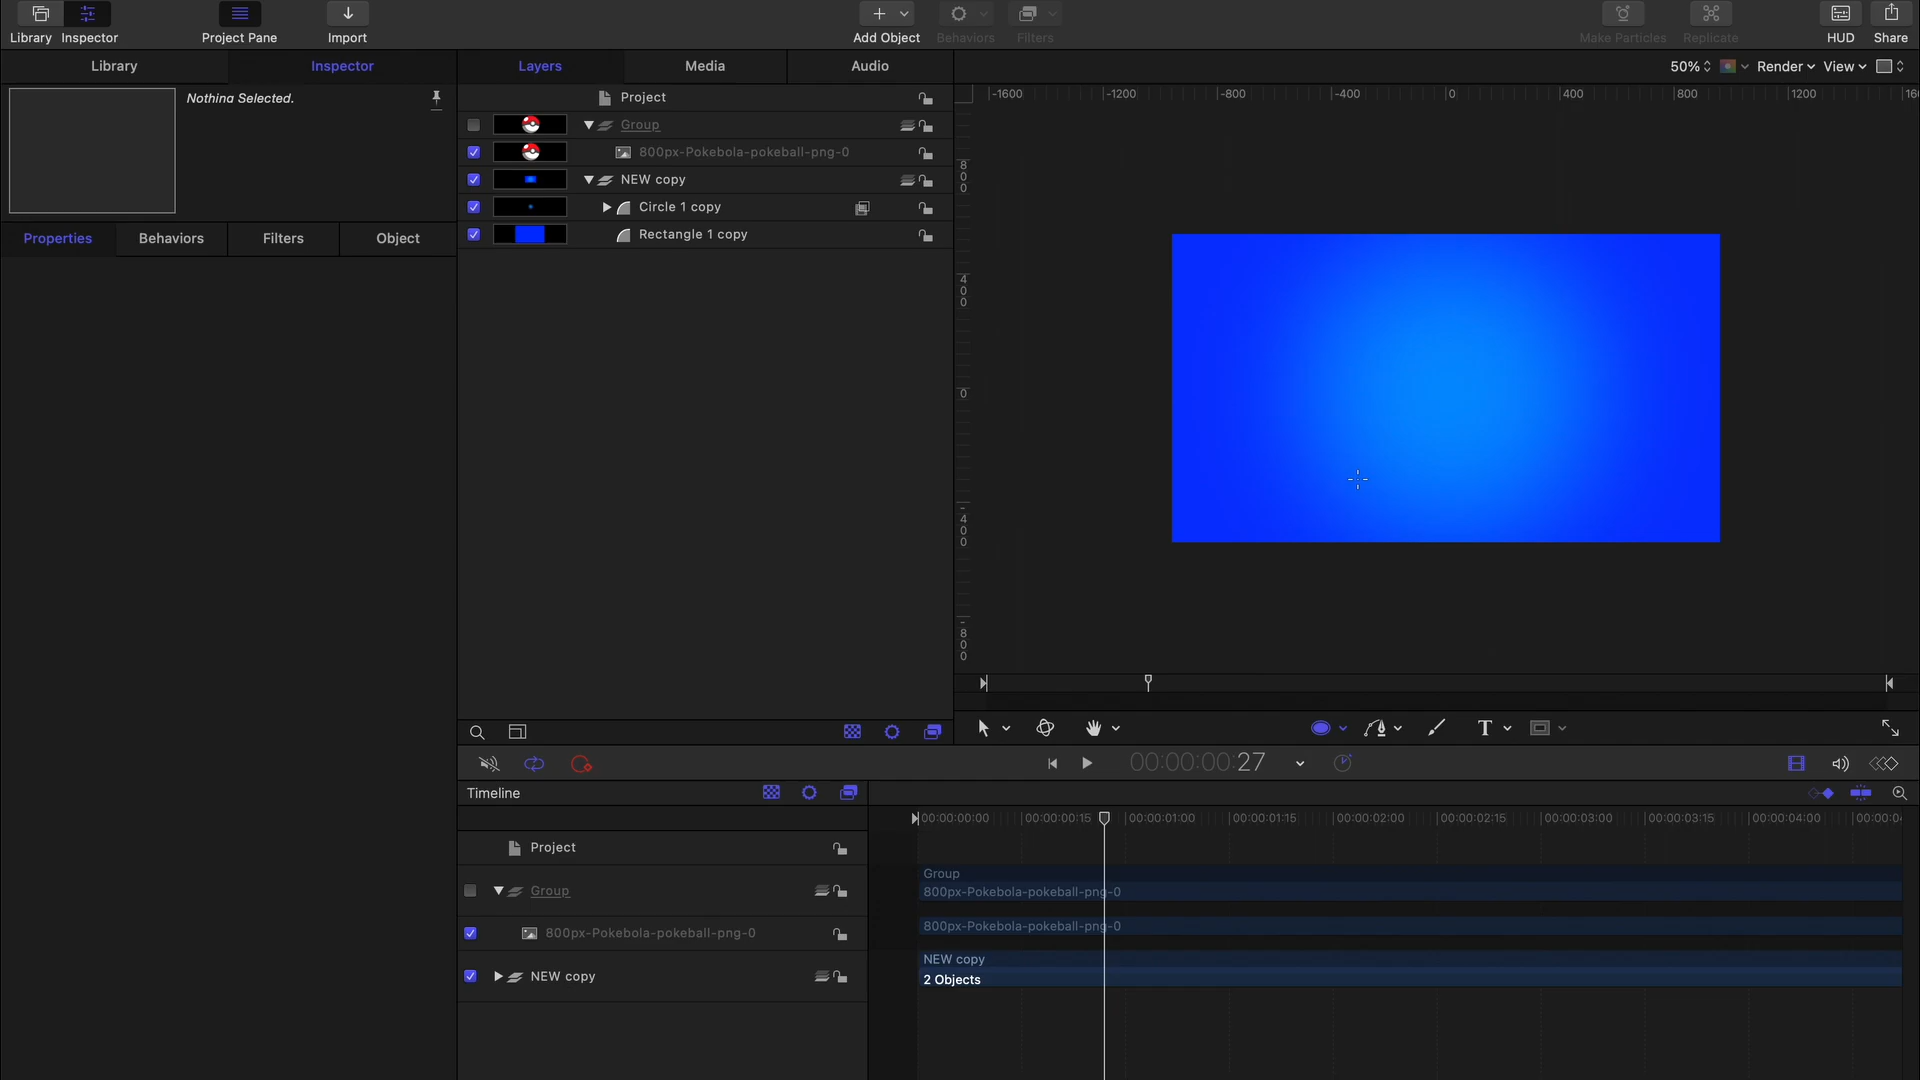 Library
Inspector
Project Pane
Import
Add Object
Behaviors
Filters
Make Particles
Replicate
HUD
Share
Library
Inspector
Layers
Media
Audio
50%
Render
View
Nothing Selected.
Project
Group
800px-Pokebola-pokeball-png-0
NEW copy
Circle 1 copy
Rectangle 1 copy
Properties
Behaviors
Filters
Object
-1600
-1200
-800
-400
0
400
800
1200
800
400
0
-400
-800
T
00:00:00:27
Timeline
00:00:00:00
00:00:00:15
00:00:01:00
00:00:01:15
00:00:02:00
00:00:02:15
00:00:03:00
00:00:03:15
00:00:04:00
Project
Group
800px-Pokebola-pokeball-png-0
NEW copy
Group
800px-Pokebola-pokeball-png-0
800px-Pokebola-pokeball-png-0
NEW copy
2 Objects